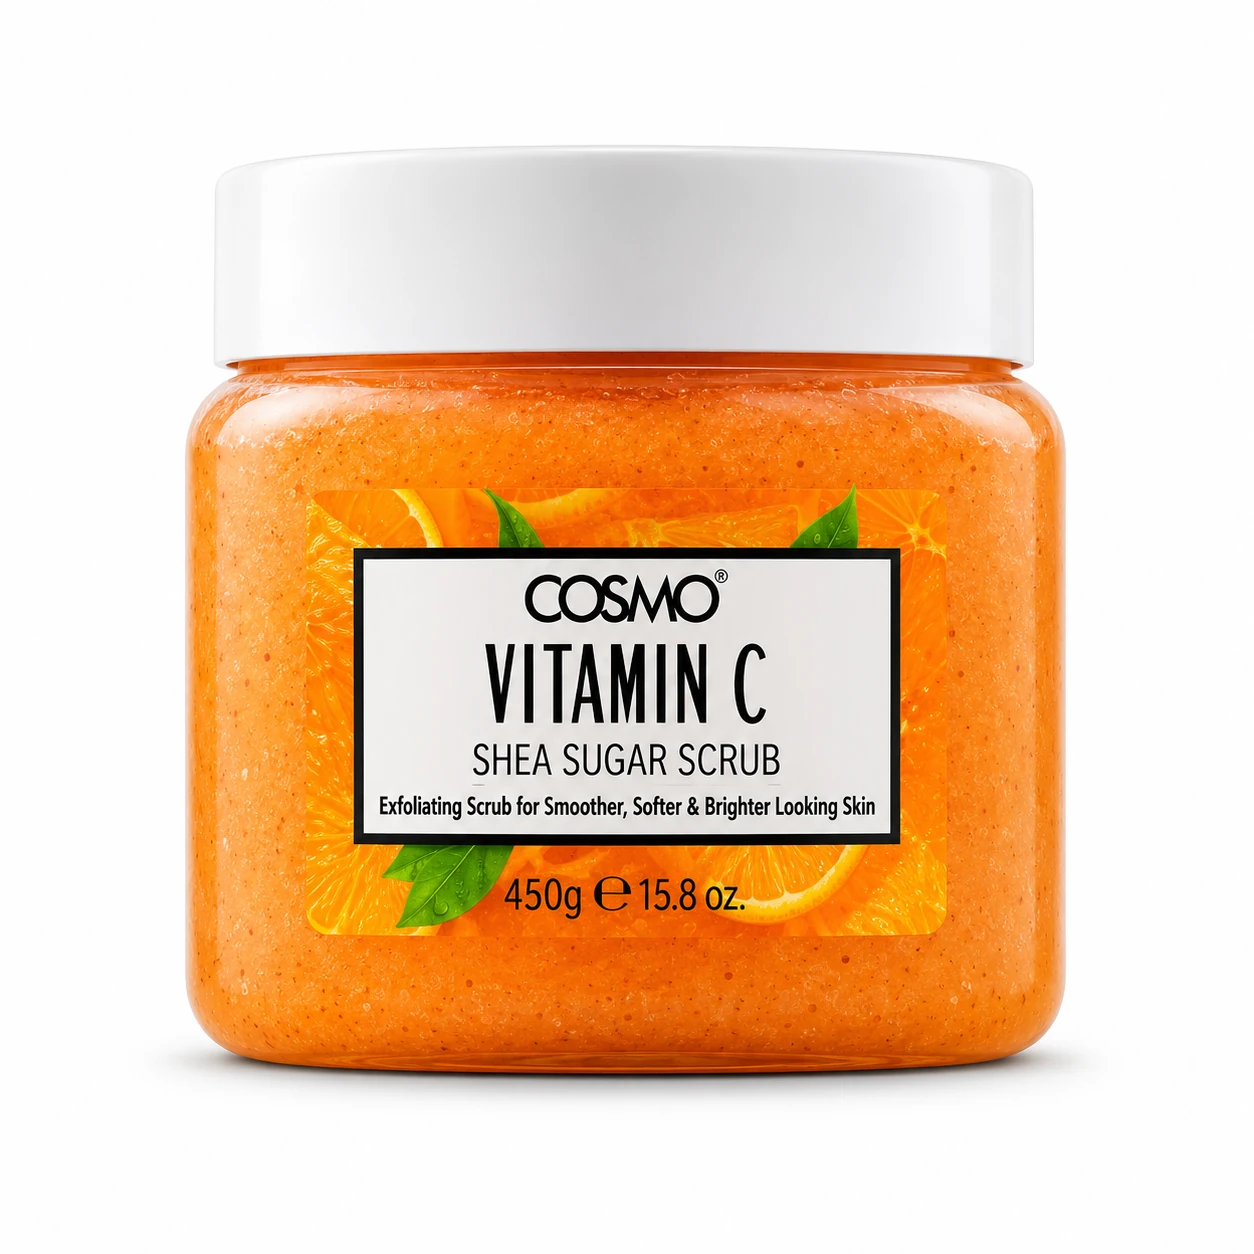 COSMO®
VITAMIN C
SHEA SUGAR SCRUB
Exfoliating Scrub for Smoother, Softer & Brighter Looking Skin
450g ℮ 15.8 oz.